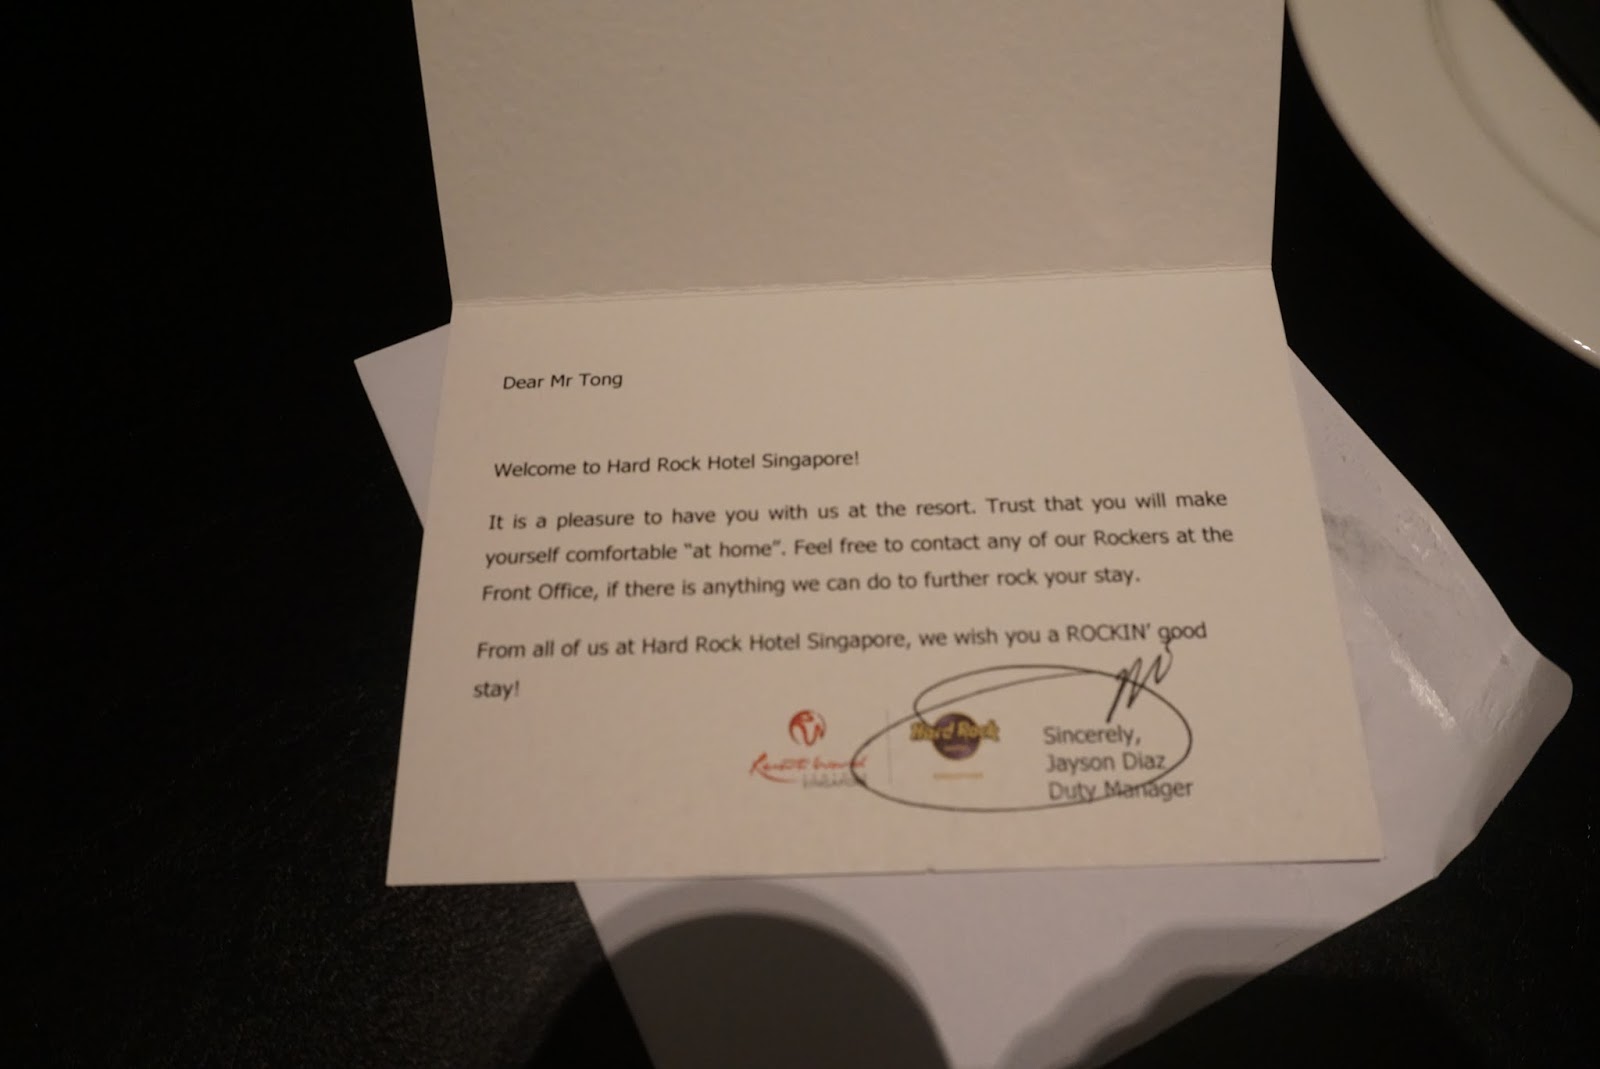 Dear Mr Tong
Welcome to Hard Rock Hotel Singapore!
It is a pleasure to have you with us at the resort. Trust that you will make
yourself comfortable “at home”. Feel free to contact any of our Rockers at the
Front Office, if there is anything we can do to further rock your stay.
From all of us at Hard Rock Hotel Singapore, we wish you a ROCKIN’ good
stay!
Hard Rock
Sincerely,
Jayson Diaz
Duty Manager